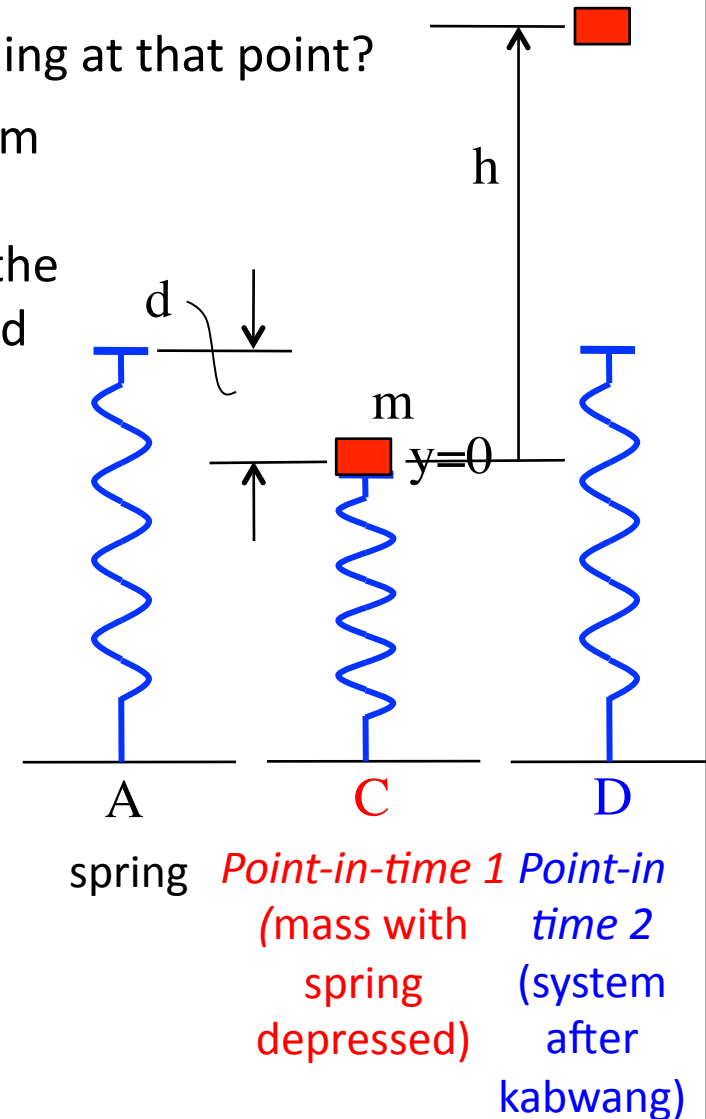 ing at that point?
m
h
the
d
d
m
y=0
A
C
D
spring
Point-in-time 1
(mass with
spring
depressed)
Point-in
time 2
(system
after
kabwang)